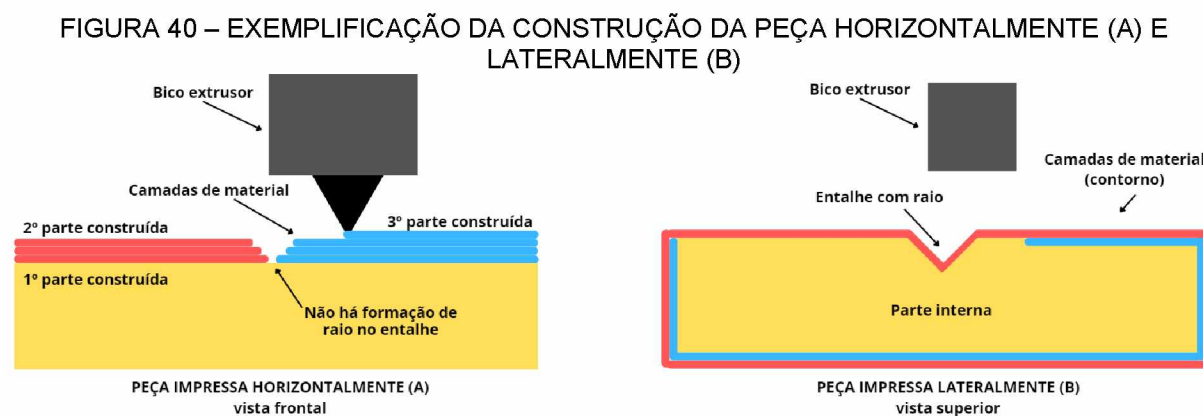 FIGURA 40 – EXEMPLIFICAÇÃO DA CONSTRUÇÃO DA PEÇA HORIZONTALMENTE (A) E
LATERALMENTE (B)
Bico extrusor
Camadas de material
2º parte construída
3º parte construída
1º parte construída
Não há formação de
raio no entalhe
PEÇA IMPRESSA HORIZONTALMENTE (A)
vista frontal
Bico extrusor
Camadas de material
(contorno)
Entalhe com raio
Parte interna
PEÇA IMPRESSA LATERALMENTE (B)
vista superior